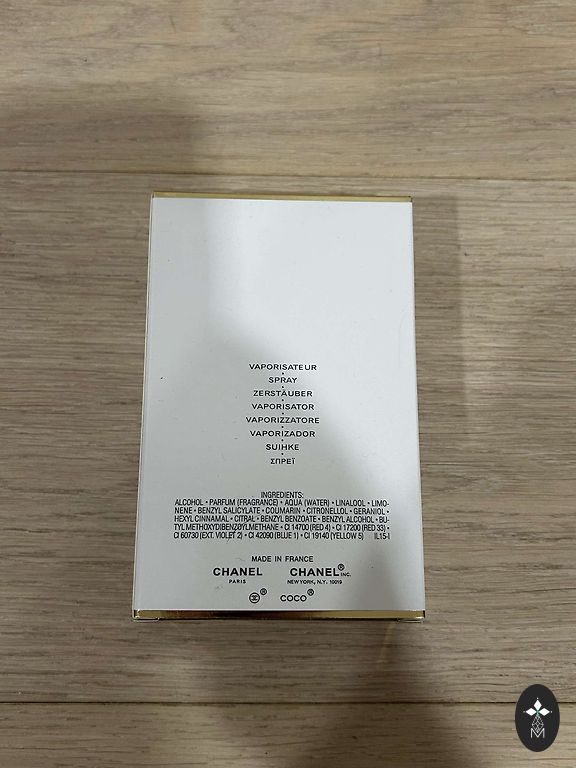 VAPORISATEUR
•
SPRAY
•
ZERSTÄUBER
•
VAPORISATOR
•
VAPORIZZATORE
•
VAPORIZADOR
•
SUIHKE
•
ΣΠΡΕΪ
INGREDIENTS:
ALCOHOL • PARFUM (FRAGRANCE) • AQUA (WATER) • LINALOOL • LIMO-
NENE • BENZYL SALICYLATE • COUMARIN • CITRONELLOL • GERANIOL •
HEXYL CINNAMAL • CITRAL • BENZYL BENZOATE • BENZYL ALCOHOL • BU-
TYL METHOXYDIBENZOYLMETHANE • CI 14700 (RED 4) • CI 17200 (RED 33) •
CI 60730 (EXT. VIOLET 2) • CI 42090 (BLUE 1) • CI 19140 (YELLOW 5) IL15-I
MADE IN FRANCE
CHANEL CHANEL® INC.
PARIS NEW YORK, N.Y. 10019
® COCO®
M